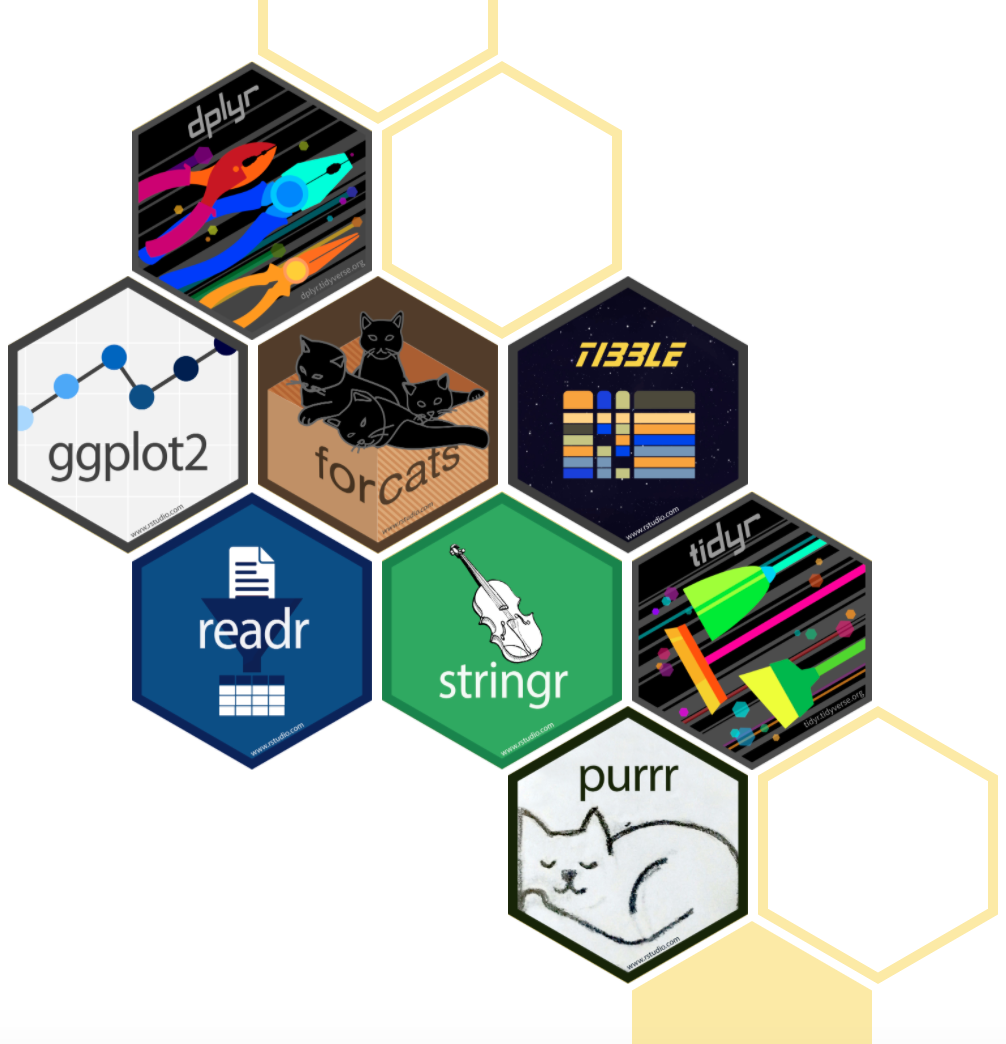 dplyr
dplyr.tidyverse.org
ggplot2
www.rstudio.com
forcats
www.rstudio.com
TIBBLE
www.rstudio.com
readr
www.rstudio.com
stringr
www.rstudio.com
tidyr
tidyr.tidyverse.org
purrr
www.rstudio.com